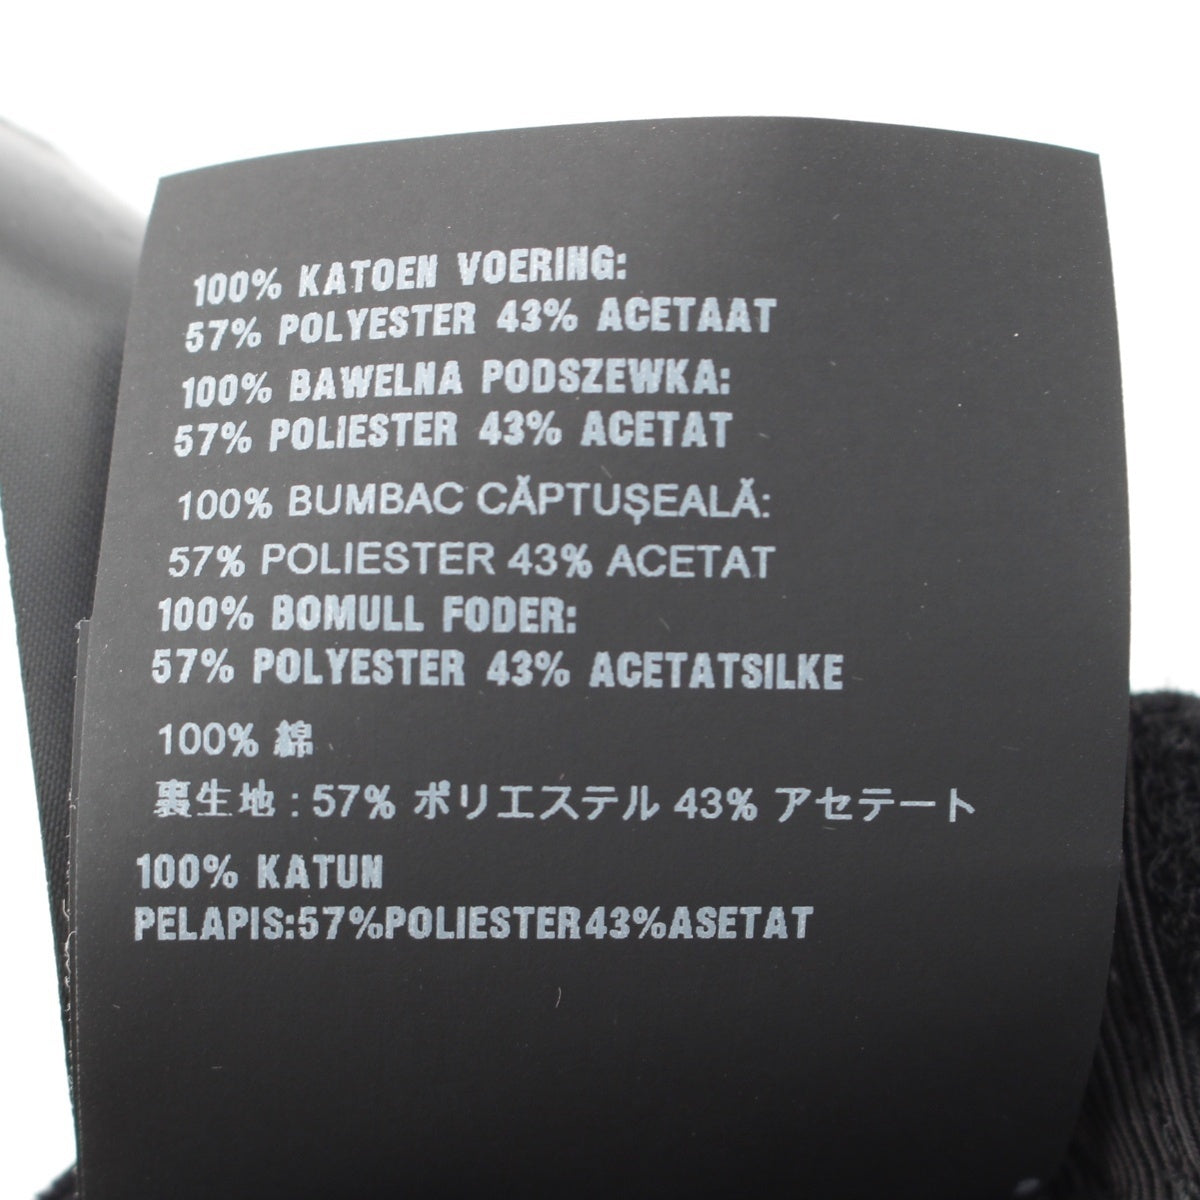 100% KATOEN VOERING:
57% POLYESTER 43% ACETAAT
100% BAWELNA PODSZEWKA:
57% POLIESTER 43% ACETAT
100% BUMBAC CĂPTUȘEALĂ:
57% POLIESTER 43% ACETAT
100% BOMULL FODER:
57% POLYESTER 43% ACETATSILKE
100% 綿
裏生地 : 57% ポリエステル 43% アセテート
100% KATUN
PELAPIS:57%POLIESTER43%ASETAT